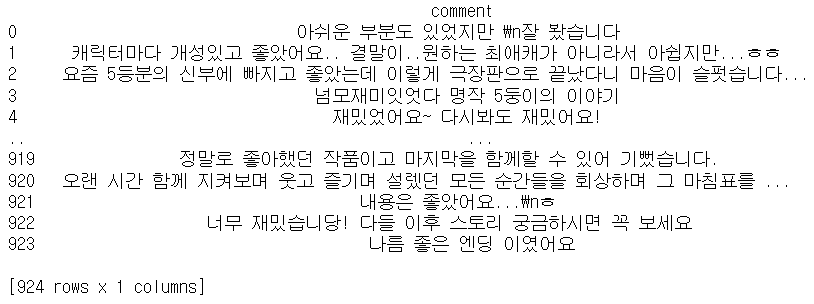 comment
0 아쉬운 부분도 있었지만 ₩n잘 봤습니다
1 캐릭터마다 개성있고 좋았어요.. 결말이..원하는 최애캐가 아니라서 아쉽지만...ㅎㅎ
2 요즘 5등분의 신부에 빠지고 좋았는데 이렇게 극장판으로 끝났다니 마음이 슬펏습니다...
3 넘모재미잇엇다 명작 5둥이의 이야기
4 재밌었어요~ 다시봐도 재밌어요!
.. ...
919 정말로 좋아했던 작품이고 마지막을 함께할 수 있어 기뻤습니다.
920 오랜 시간 함께 지켜보며 웃고 즐기며 설렜던 모든 순간들을 회상하며 그 마침표를 ...
921 내용은 좋았어요...₩nㅎ
922 너무 재밌습니당! 다들 이후 스토리 궁금하시면 꼭 보세요
923 나름 좋은 엔딩 이였어요
[924 rows x 1 columns]